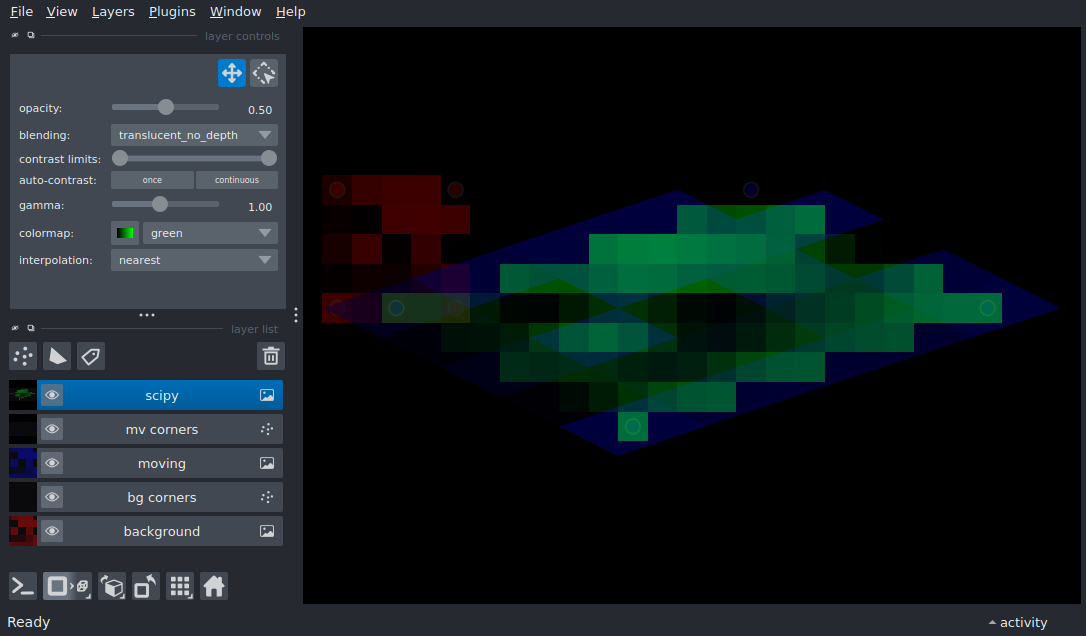 File View Layers Plugins Window Help
layer controls
opacity: 0.50
blending: translucent_no_depth
contrast limits:
auto-contrast: once continuous
gamma: 1.00
colormap: green
interpolation: nearest
layer list
scipy
mv corners
moving
bg corners
background
Ready activity